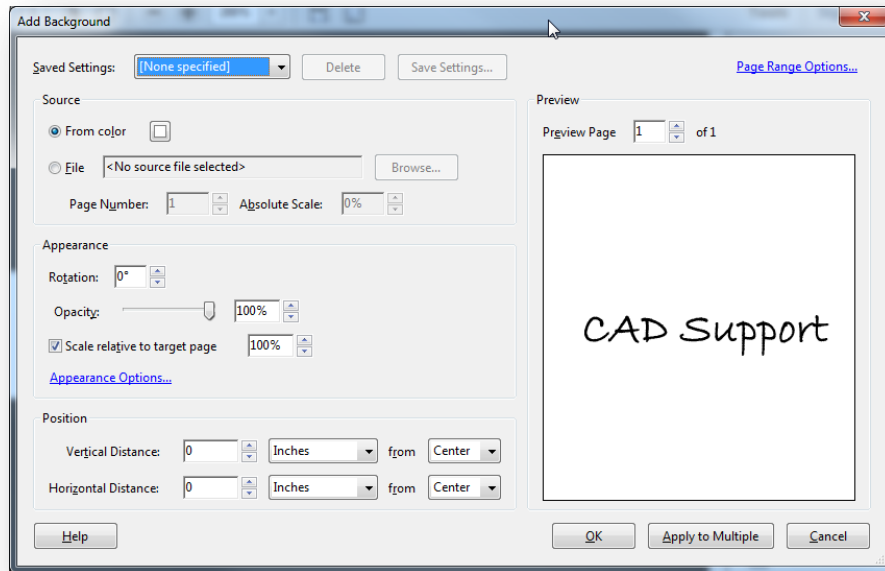 Add Background
Saved Settings: [None specified] Delete Save Settings... Page Range Options...
Source
From color
File <No source file selected> Browse...
Page Number: 1 Absolute Scale: 0%
Appearance
Rotation: 0°
Opacity: 100%
Scale relative to target page 100%
Appearance Options...
Position
Vertical Distance: 0 Inches from Center
Horizontal Distance: 0 Inches from Center
Preview
Preview Page 1 of 1
CAD Support
Help OK Apply to Multiple Cancel